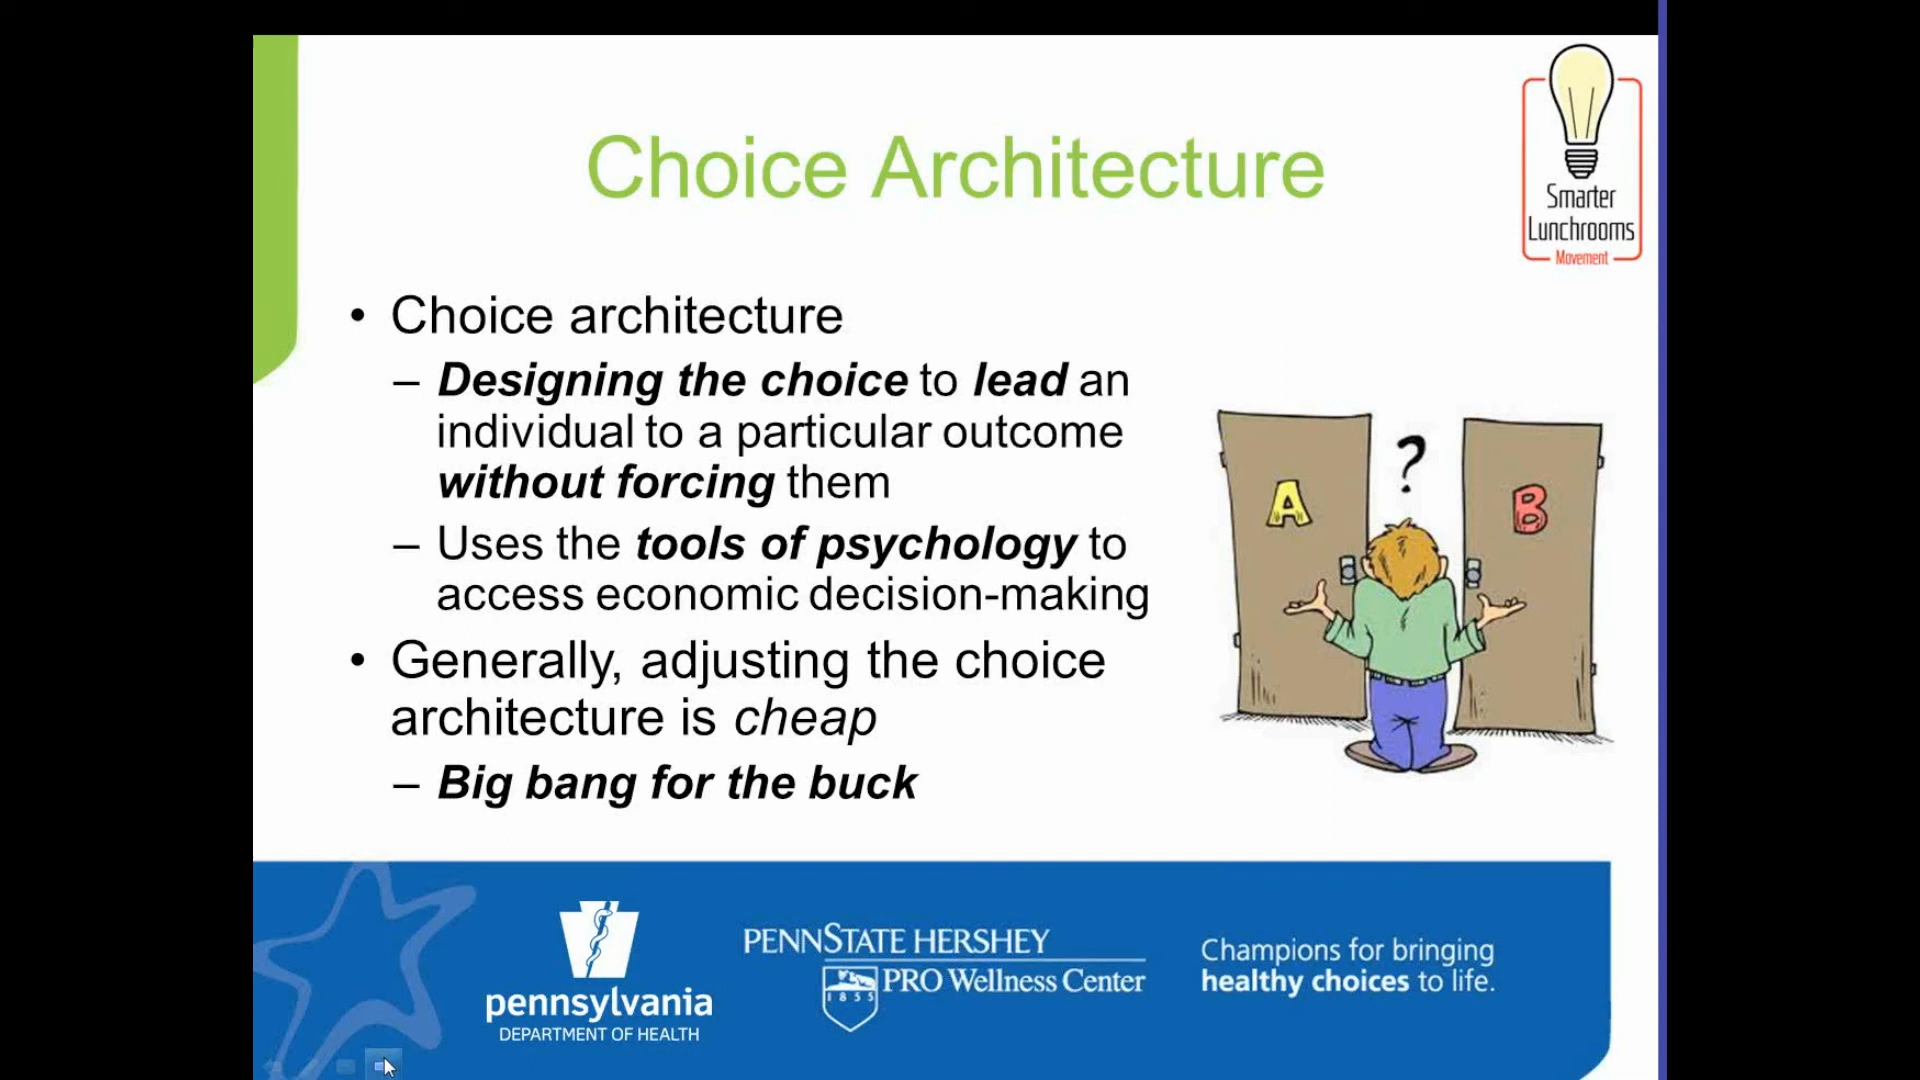 Choice Architecture
Smarter
Lunchrooms
Movement
• Choice architecture
– Designing the choice to lead an
individual to a particular outcome
without forcing them
– Uses the tools of psychology to
access economic decision-making
• Generally, adjusting the choice
architecture is cheap
– Big bang for the buck
A
?
B
pennsylvania
DEPARTMENT OF HEALTH
PENNSTATE HERSHEY
PRO Wellness Center
1855
Champions for bringing
healthy choices to life.